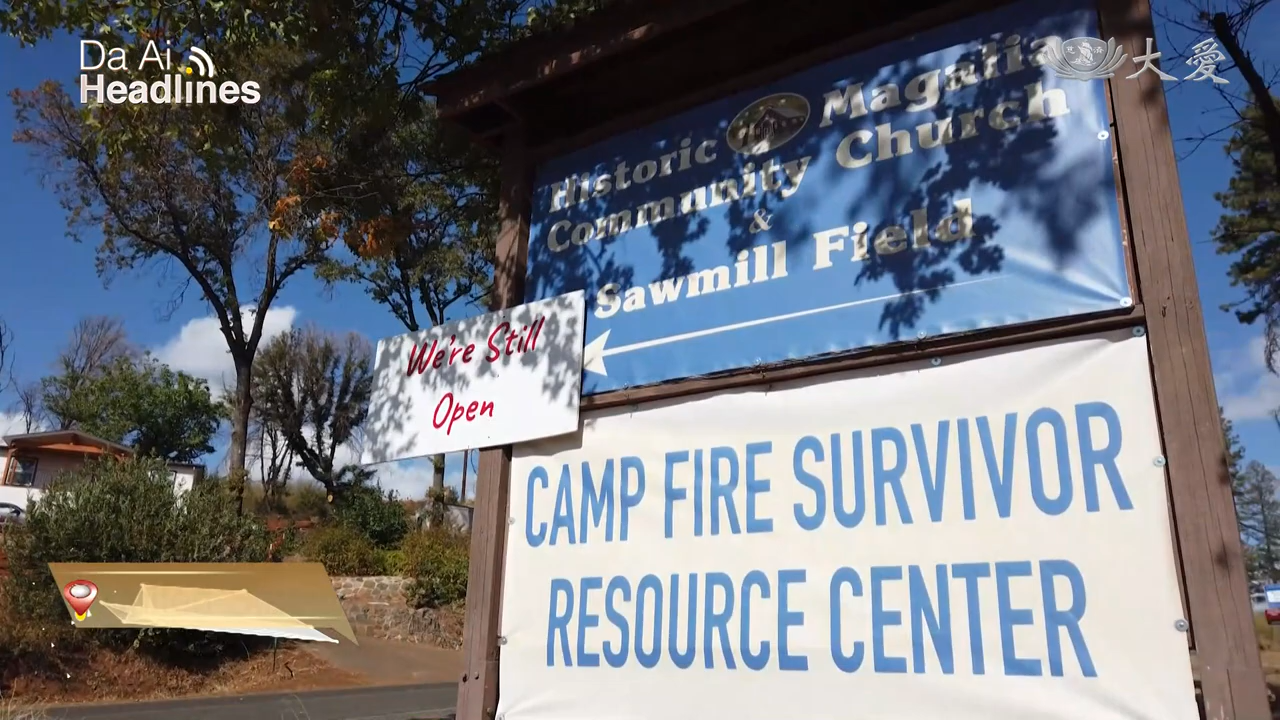 Da Ai
Headlines
大愛
Historic Magalia
Community Church
&
Sawmill Field
We're Still
Open
CAMP FIRE SURVIVOR
RESOURCE CENTER